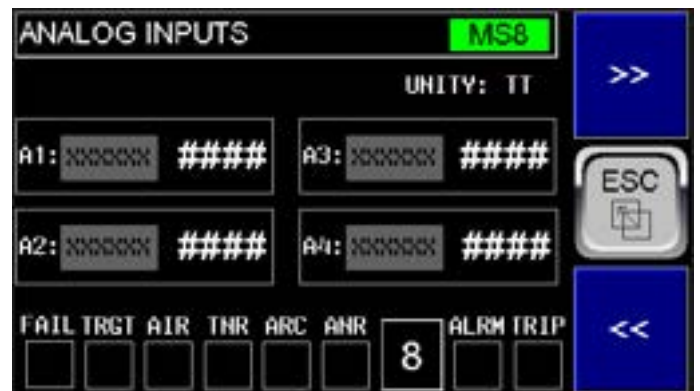 ANALOG INPUTS MS8
UNITY: TT
>>
A1: XXXXXX #### A3: XXXXXX ####
ESC
A2: XXXXXX #### A4: XXXXXX ####
FAIL TRGT AIR TNR ARC ANR 8 ALRM TRIP
<<